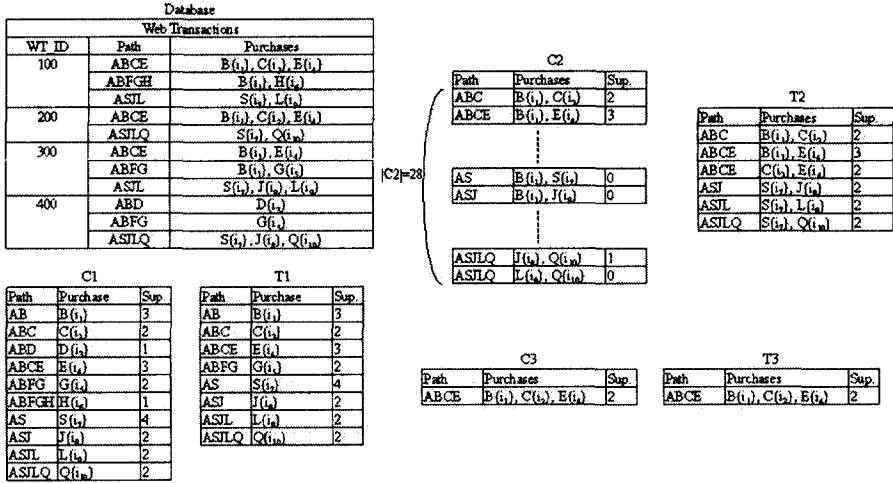 Database
Web Transactions
WT_ID Path Purchases
100 ABCE B{i₁}, C{i₂}, E{i₄}
ABFGH B{i₁}, H{i₆}
ASJL S{i₇}, L{i₉}
200 ABCE B{i₁}, C{i₂}, E{i₄}
ASJLQ S{i₇}, Q{i₁₀}
300 ABCE B{i₁}, E{i₄}
ABFG B{i₁}, G{i₅}
ASJL S{i₇}, J{i₈}, L{i₉}
400 ABD D{i₃}
ABFG G{i₅}
ASJLQ S{i₇}, J{i₈}, Q{i₁₀}
C1
Path Purchase Sup.
AB B{i₁} 3
ABC C{i₂} 2
ABD D{i₃} 1
ABCE E{i₄} 3
ABFG G{i₅} 2
ABFGH H{i₆} 1
AS S{i₇} 4
ASJ J{i₈} 2
ASJL L{i₉} 2
ASJLQ Q{i₁₀} 2
T1
Path Purchase Sup.
AB B{i₁} 3
ABC C{i₂} 2
ABCE E{i₄} 3
ABFG G{i₅} 2
AS S{i₇} 4
ASJ J{i₈} 2
ASJL L{i₉} 2
ASJLQ Q{i₁₀} 2
|C2|=28
C2
Path Purchases Sup.
ABC B{i₁}, C{i₂} 2
ABCE B{i₁}, E{i₄} 3
AS B{i₁}, S{i₇} 0
ASJ B{i₁}, J{i₈} 0
ASJLQ J{i₈}, Q{i₁₀} 1
ASJLQ L{i₉}, Q{i₁₀} 0
T2
Path Purchases Sup.
ABC B{i₁}, C{i₂} 2
ABCE B{i₁}, E{i₄} 3
ABCE C{i₂}, E{i₄} 2
ASJ S{i₇}, J{i₈} 2
ASJL S{i₇}, L{i₉} 2
ASJLQ S{i₇}, Q{i₁₀} 2
C3
Path Purchases Sup.
ABCE B{i₁}, C{i₂}, E{i₄} 2
T3
Path Purchases Sup.
ABCE B{i₁}, C{i₂}, E{i₄} 2